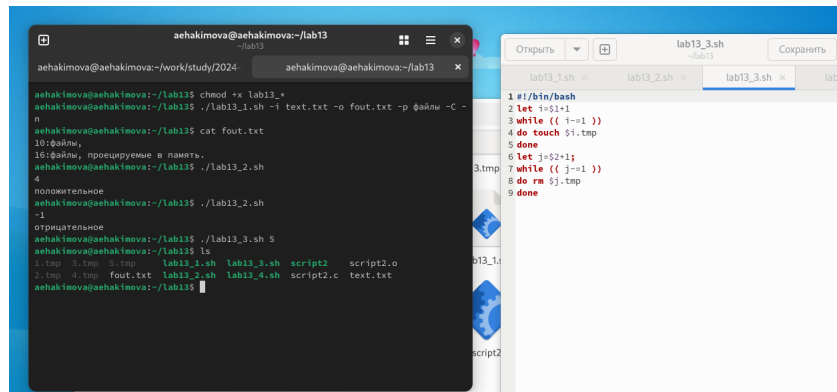 aehakimova@aehakimova:~/lab13
~/lab13
aehakimova@aehakimova:~/work/study/2024-
aehakimova@aehakimova:~/lab13
aehakimova@aehakimova:~/lab13$ chmod +x lab13_*
aehakimova@aehakimova:~/lab13$ ./lab13_1.sh -i text.txt -o fout.txt -p файлы -C -
n
aehakimova@aehakimova:~/lab13$ cat fout.txt
10:файлы,
16:файлы, проецируемые в память.
aehakimova@aehakimova:~/lab13$ ./lab13_2.sh
4
положительное
aehakimova@aehakimova:~/lab13$ ./lab13_2.sh
-1
отрицательное
aehakimova@aehakimova:~/lab13$ ./lab13_3.sh 5
aehakimova@aehakimova:~/lab13$ ls
1.tmp 3.tmp 5.tmp lab13_1.sh lab13_3.sh script2 script2.o
2.tmp 4.tmp fout.txt lab13_2.sh lab13_4.sh script2.c text.txt
aehakimova@aehakimova:~/lab13$
3.tmp
b13_1.s
script2
Открыть
lab13_3.sh
~/lab13
Сохранить
lab13_1.sh
lab13_2.sh
lab13_3.sh
lab
1 #!/bin/bash
2 let i=$1+1
3 while (( i-=1 ))
4 do touch $i.tmp
5 done
6 let j=$2+1;
7 while (( j-=1 ))
8 do rm $j.tmp
9 done